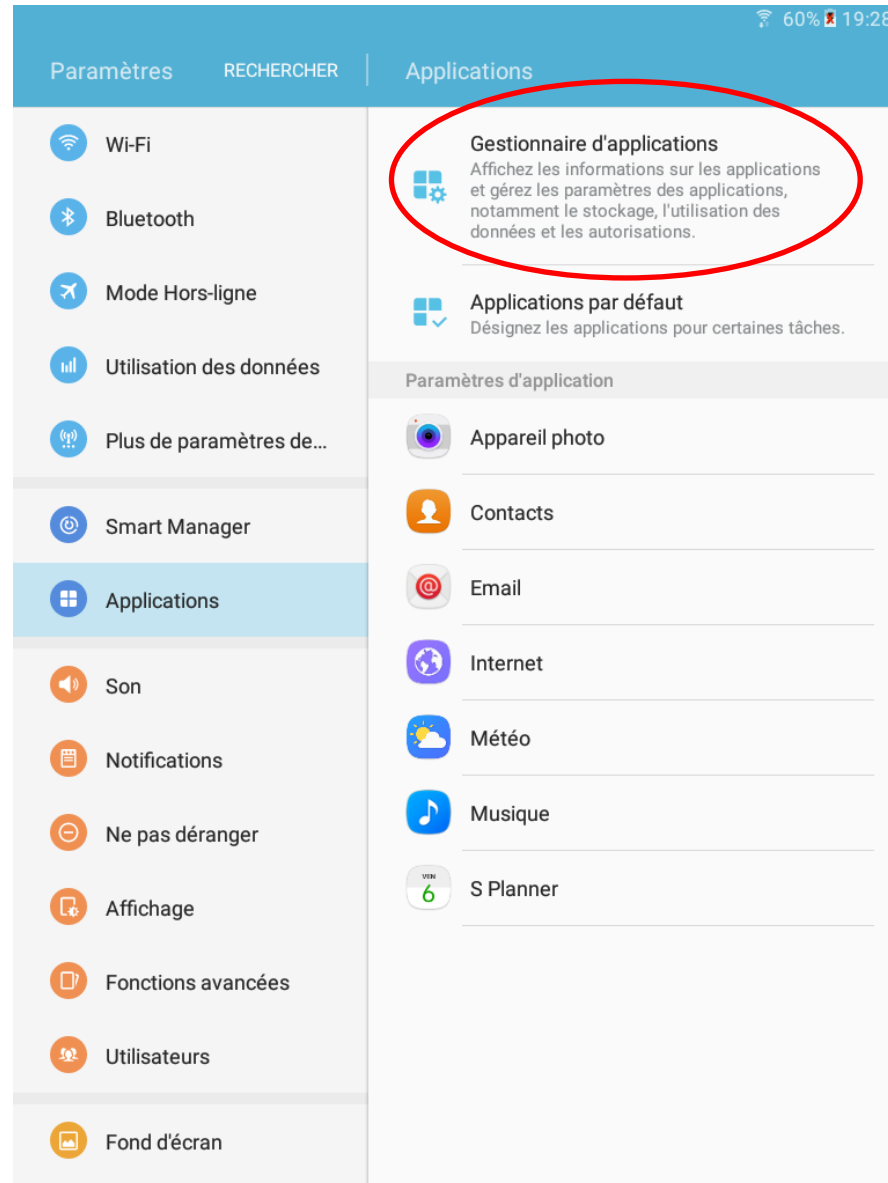 60% 19:28
Paramètres RECHERCHER
Applications
Wi-Fi
Bluetooth
Mode Hors-ligne
Utilisation des données
Plus de paramètres de...
Smart Manager
Applications
Son
Notifications
Ne pas déranger
Affichage
Fonctions avancées
Utilisateurs
Fond d'écran
Gestionnaire d'applications
Affichez les informations sur les applications
et gérez les paramètres des applications,
notamment le stockage, l'utilisation des
données et les autorisations.
Applications par défaut
Désignez les applications pour certaines tâches.
Paramètres d'application
Appareil photo
Contacts
Email
Internet
Météo
Musique
VEN
6
S Planner